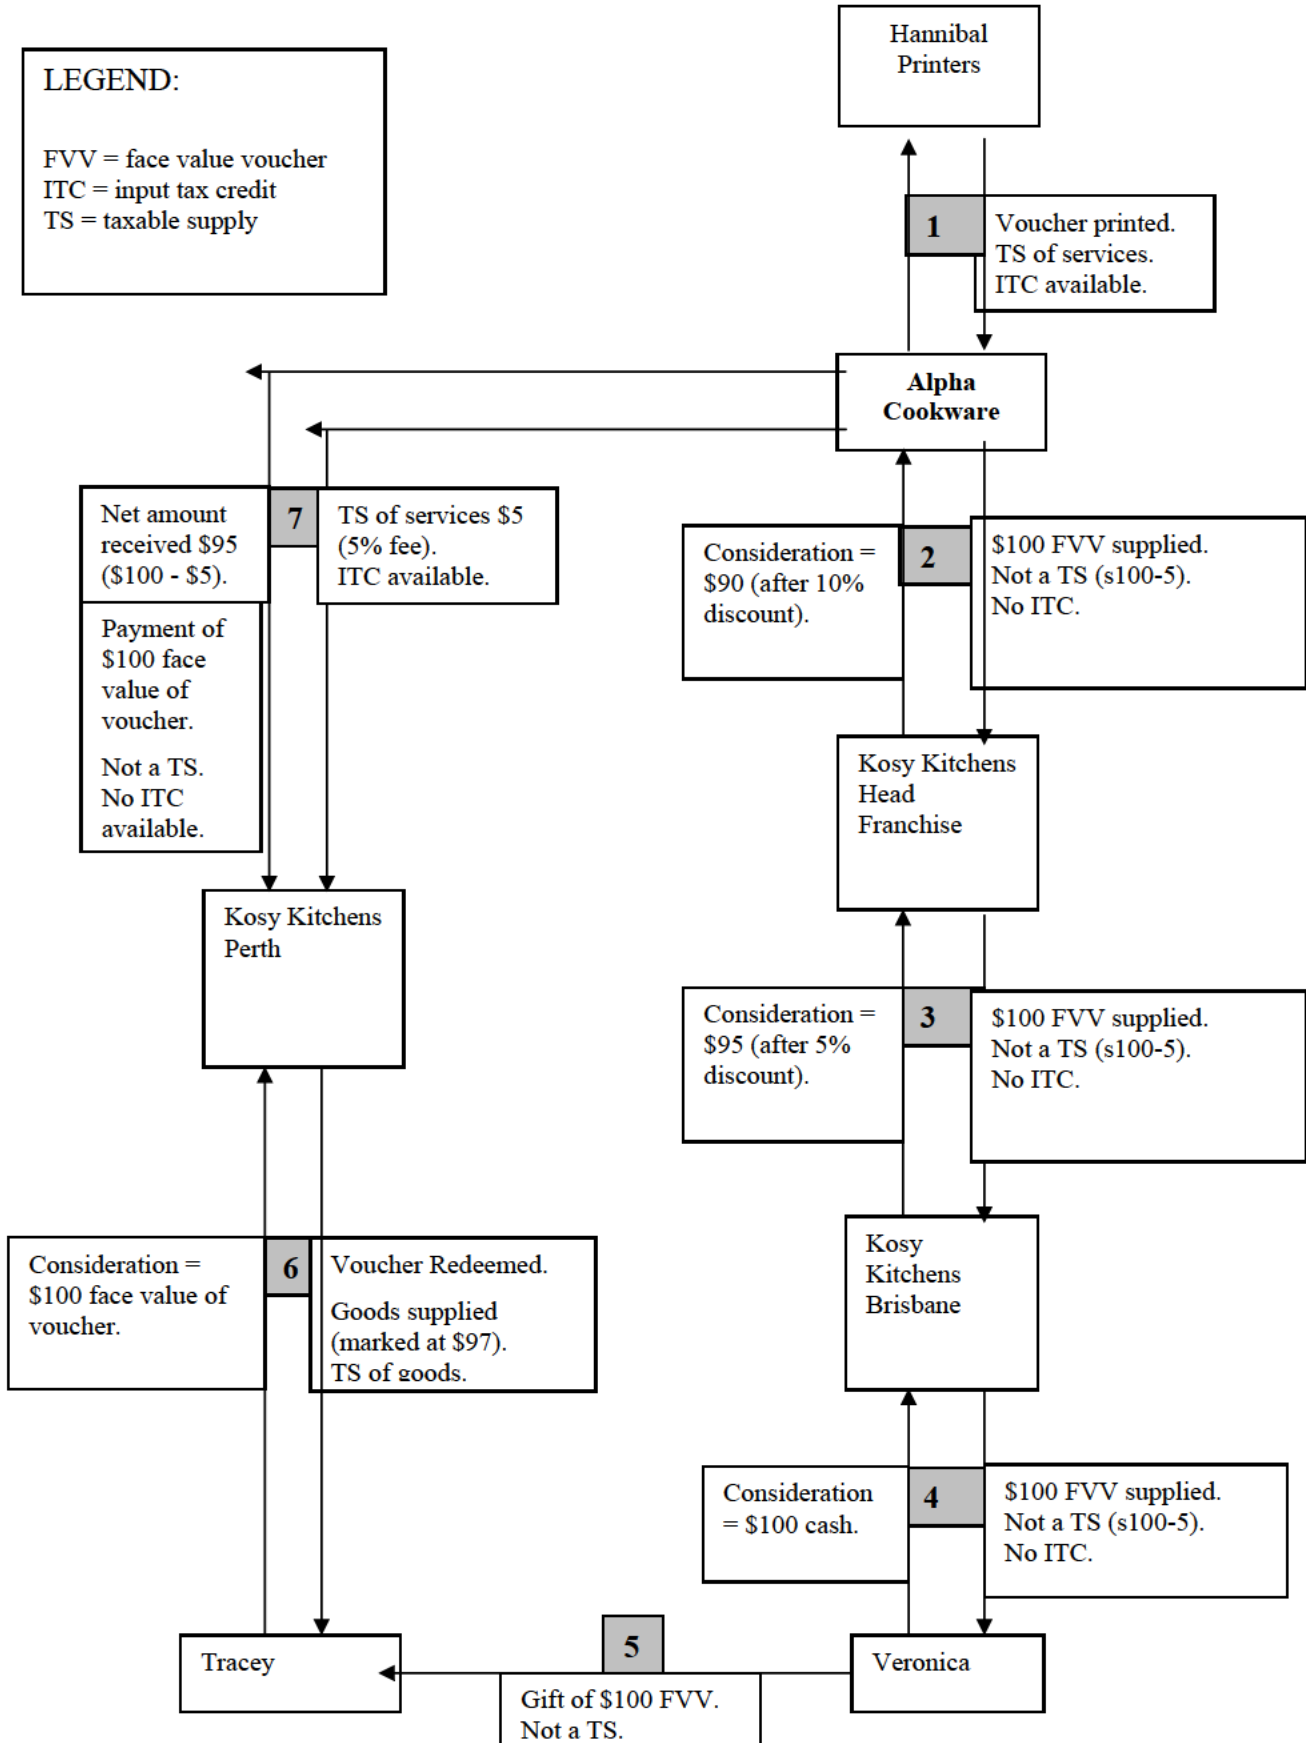 Hannibal
Printers
LEGEND:
FVV = face value voucher
ITC = input tax credit
TS = taxable supply
1
Voucher printed.
TS of services.
ITC available.
Alpha
Cookware
Net amount
received $95
($100 - $5).
7
TS of services $5
(5% fee).
ITC available.
Payment of
$100 face
value of
voucher.
Not a TS.
No ITC
available.
Consideration =
$90 (after 10%
discount).
2
$100 FVV supplied.
Not a TS (s100-5).
No ITC.
Kosy Kitchens
Head
Franchise
Kosy Kitchens
Perth
Consideration =
$95 (after 5%
discount).
3
$100 FVV supplied.
Not a TS (s100-5).
No ITC.
Kosy
Kitchens
Brisbane
Consideration =
$100 face value of
voucher.
6
Voucher Redeemed.
Goods supplied
(marked at $97).
TS of goods.
Consideration
= $100 cash.
4
$100 FVV supplied.
Not a TS (s100-5).
No ITC.
Tracey
5
Veronica
Gift of $100 FVV.
Not a TS.